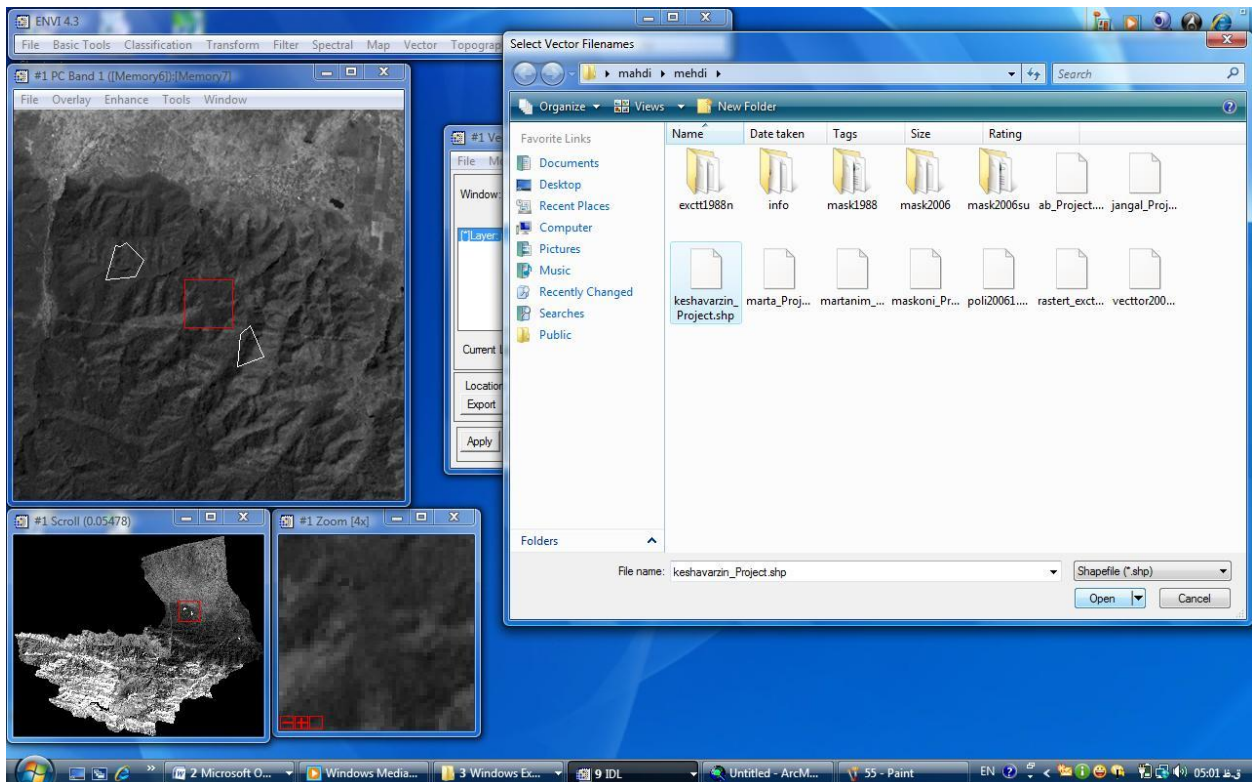 ENVI 4.3
File Basic Tools Classification Transform Filter Spectral Map Vector Topograp
#1 PC Band 1 ([Memory6]):[Memory7]
File Overlay Enhance Tools Window
#1 Ve
File Me
Window:
[*]Layer:
Current L
Location
Export
Apply
#1 Scroll (0.05478)
#1 Zoom [4x]
Select Vector Filenames
mahdi mehdi
Search
Organize Views New Folder
Favorite Links
Documents
Desktop
Recent Places
Computer
Pictures
Music
Recently Changed
Searches
Public
Folders
Name Date taken Tags Size Rating
exctt1988n info mask1988 mask2006 mask2006su ab_Project.... jangal_Proj...
keshavarzin_Project.shp marta_Proj... martanim_... maskoni_Pr... poli20061.... rastert_exct... vecttor200...
File name: keshavarzin_Project.shp Shapefile (*.shp)
Open Cancel
2 Microsoft O... Windows Media... 3 Windows Ex... 9 IDL Untitled - ArcM... 55 - Paint EN 05:01 ق.ظ